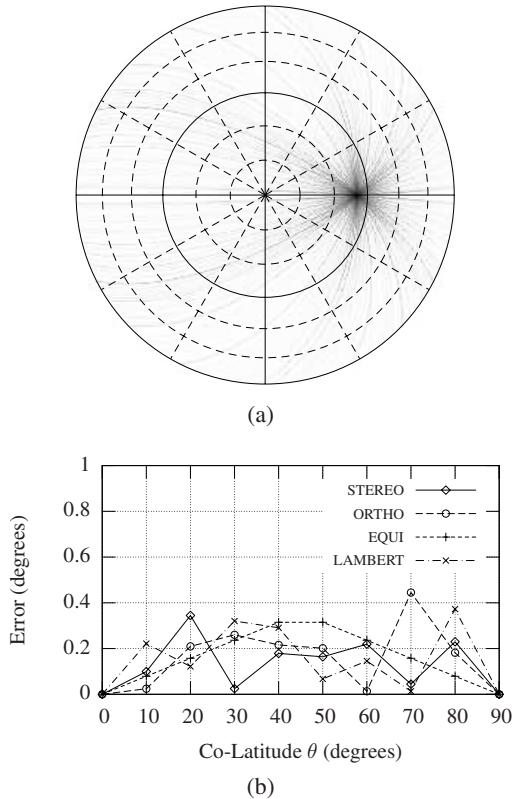 (a)
1
0.8
0.6
0.4
0.2
0
Error (degrees)
STEREO
ORTHO
EQUI
LAMBERT
0 10 20 30 40 50 60 70 80 90
Co-Latitude θ (degrees)
(b)